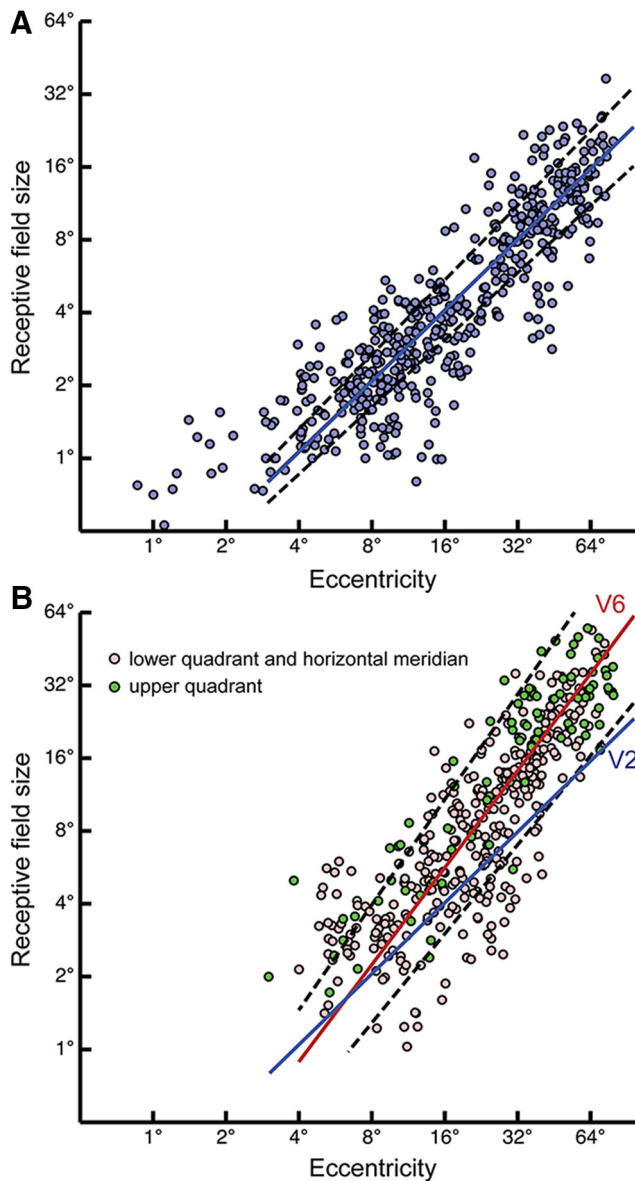 A
64°
32°
16°
8°
4°
2°
1°
Receptive field size
1° 2° 4° 8° 16° 32° 64°
Eccentricity
B
64°
32°
16°
8°
4°
2°
1°
Receptive field size
V6
lower quadrant and horizontal meridian
upper quadrant
V2
1° 2° 4° 8° 16° 32° 64°
Eccentricity